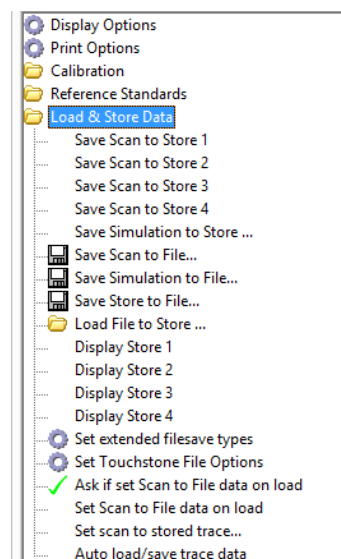 Display Options
Print Options
Calibration
Reference Standards
Load & Store Data
Save Scan to Store 1
Save Scan to Store 2
Save Scan to Store 3
Save Scan to Store 4
Save Simulation to Store ...
Save Scan to File...
Save Simulation to File...
Save Store to File...
Load File to Store ...
Display Store 1
Display Store 2
Display Store 3
Display Store 4
Set extended filesave types
Set Touchstone File Options
Ask if set Scan to File data on load
Set Scan to File data on load
Set scan to stored trace...
Auto load/save trace data